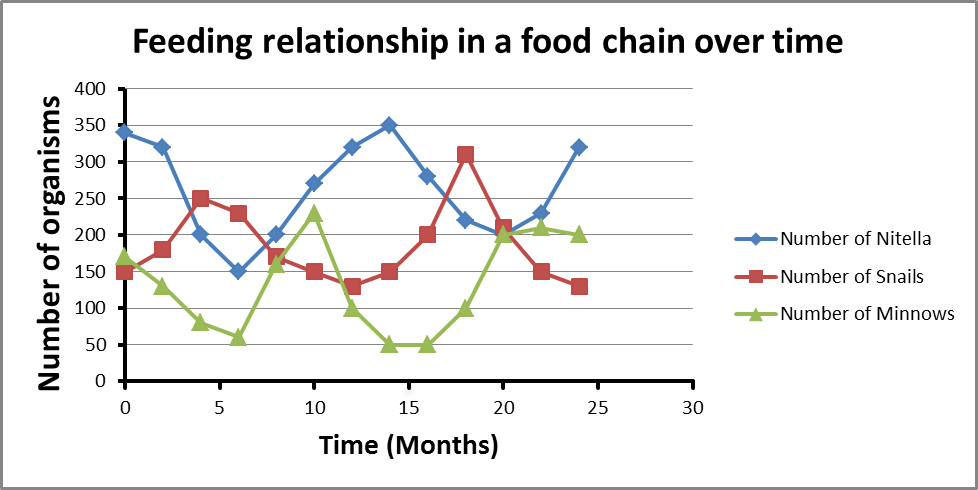 Feeding relationship in a food chain over time
Number of organisms
400
350
300
250
200
150
100
50
0
0 5 10 15 20 25 30
Time (Months)
Number of Nitella
Number of Snails
Number of Minnows